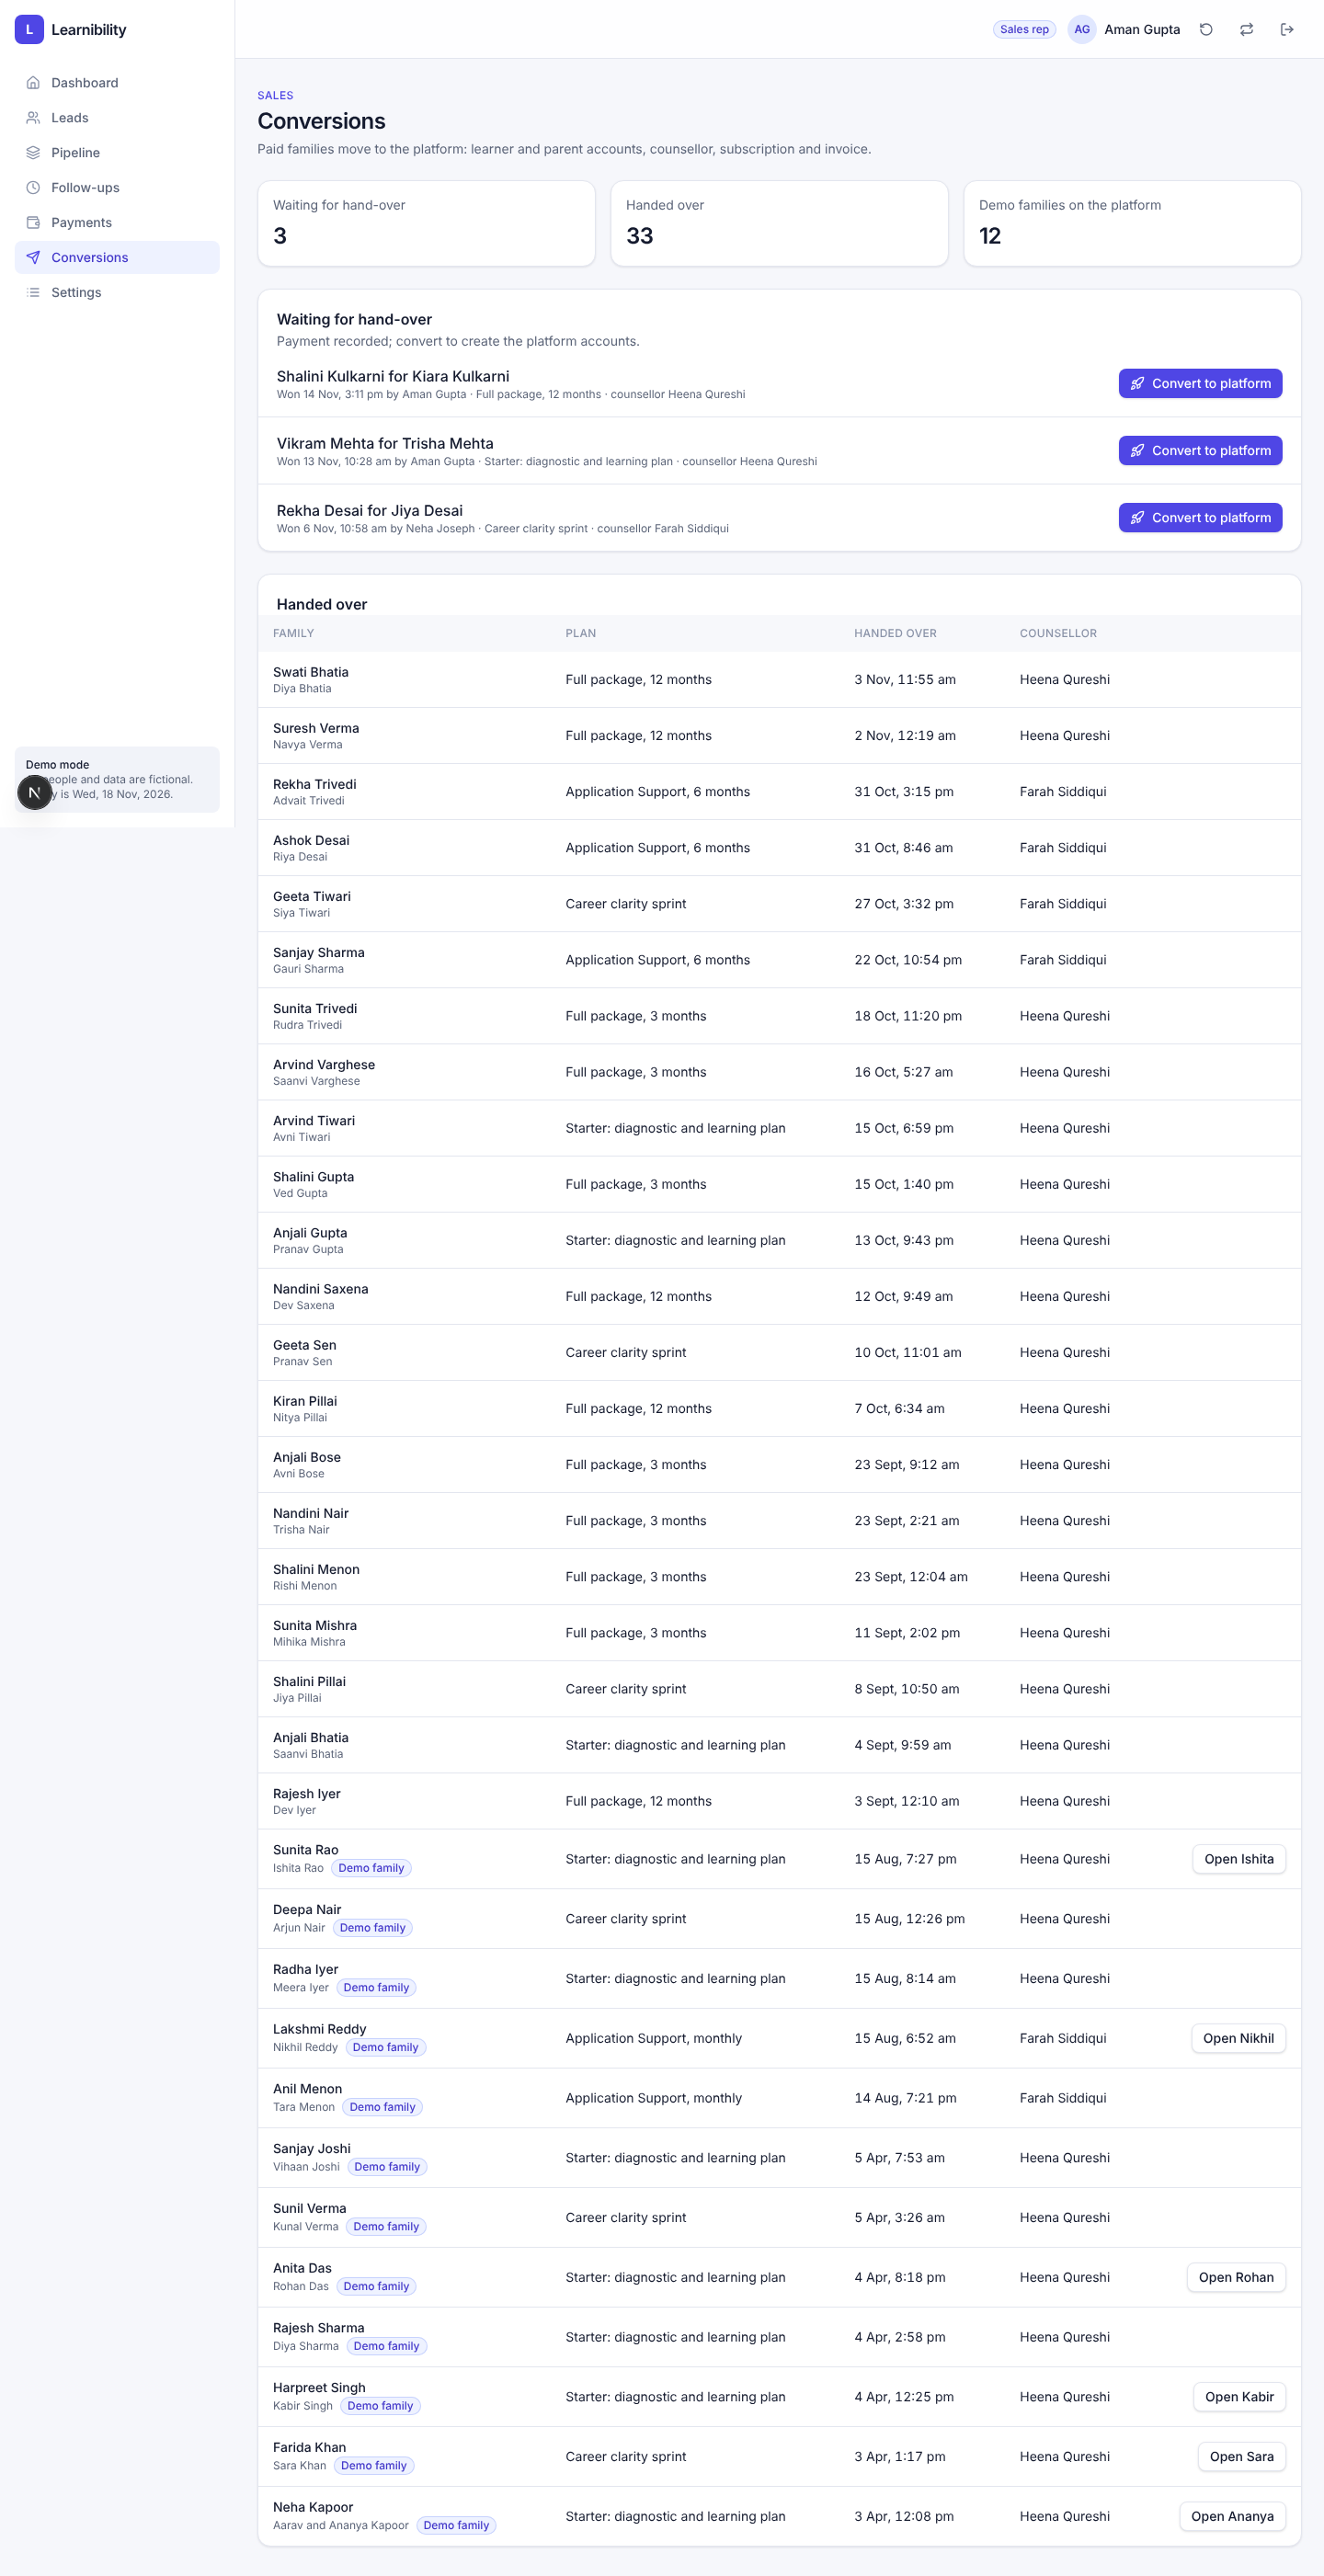 L Learnibility
Sales rep AG Aman Gupta
Dashboard
Leads
Pipeline
Follow-ups
Payments
Conversions
Settings
Demo mode
people and data are fictional.
is Wed, 18 Nov, 2026.
N
SALES
Conversions
Paid families move to the platform: learner and parent accounts, counsellor, subscription and invoice.
Waiting for hand-over
3
Handed over
33
Demo families on the platform
12
Waiting for hand-over
Payment recorded; convert to create the platform accounts.
Shalini Kulkarni for Kiara Kulkarni
Won 14 Nov, 3:11 pm by Aman Gupta · Full package, 12 months · counsellor Heena Qureshi
Convert to platform
Vikram Mehta for Trisha Mehta
Won 13 Nov, 10:28 am by Aman Gupta · Starter: diagnostic and learning plan · counsellor Heena Qureshi
Convert to platform
Rekha Desai for Jiya Desai
Won 6 Nov, 10:58 am by Neha Joseph · Career clarity sprint · counsellor Farah Siddiqui
Convert to platform
Handed over
FAMILY PLAN HANDED OVER COUNSELLOR
Swati Bhatia
Diya Bhatia
Full package, 12 months 3 Nov, 11:55 am Heena Qureshi
Suresh Verma
Navya Verma
Full package, 12 months 2 Nov, 12:19 am Heena Qureshi
Rekha Trivedi
Advait Trivedi
Application Support, 6 months 31 Oct, 3:15 pm Farah Siddiqui
Ashok Desai
Riya Desai
Application Support, 6 months 31 Oct, 8:46 am Farah Siddiqui
Geeta Tiwari
Siya Tiwari
Career clarity sprint 27 Oct, 3:32 pm Farah Siddiqui
Sanjay Sharma
Gauri Sharma
Application Support, 6 months 22 Oct, 10:54 pm Farah Siddiqui
Sunita Trivedi
Rudra Trivedi
Full package, 3 months 18 Oct, 11:20 pm Heena Qureshi
Arvind Varghese
Saanvi Varghese
Full package, 3 months 16 Oct, 5:27 am Heena Qureshi
Arvind Tiwari
Avni Tiwari
Starter: diagnostic and learning plan 15 Oct, 6:59 pm Heena Qureshi
Shalini Gupta
Ved Gupta
Full package, 3 months 15 Oct, 1:40 pm Heena Qureshi
Anjali Gupta
Pranav Gupta
Starter: diagnostic and learning plan 13 Oct, 9:43 pm Heena Qureshi
Nandini Saxena
Dev Saxena
Full package, 12 months 12 Oct, 9:49 am Heena Qureshi
Geeta Sen
Pranav Sen
Career clarity sprint 10 Oct, 11:01 am Heena Qureshi
Kiran Pillai
Nitya Pillai
Full package, 12 months 7 Oct, 6:34 am Heena Qureshi
Anjali Bose
Avni Bose
Full package, 3 months 23 Sept, 9:12 am Heena Qureshi
Nandini Nair
Trisha Nair
Full package, 3 months 23 Sept, 2:21 am Heena Qureshi
Shalini Menon
Rishi Menon
Full package, 3 months 23 Sept, 12:04 am Heena Qureshi
Sunita Mishra
Mihika Mishra
Full package, 3 months 11 Sept, 2:02 pm Heena Qureshi
Shalini Pillai
Jiya Pillai
Career clarity sprint 8 Sept, 10:50 am Heena Qureshi
Anjali Bhatia
Saanvi Bhatia
Starter: diagnostic and learning plan 4 Sept, 9:59 am Heena Qureshi
Rajesh Iyer
Dev Iyer
Full package, 12 months 3 Sept, 12:10 am Heena Qureshi
Sunita Rao
Ishita Rao Demo family
Starter: diagnostic and learning plan 15 Aug, 7:27 pm Heena Qureshi Open Ishita
Deepa Nair
Arjun Nair Demo family
Career clarity sprint 15 Aug, 12:26 pm Heena Qureshi
Radha Iyer
Meera Iyer Demo family
Starter: diagnostic and learning plan 15 Aug, 8:14 am Heena Qureshi
Lakshmi Reddy
Nikhil Reddy Demo family
Application Support, monthly 15 Aug, 6:52 am Farah Siddiqui Open Nikhil
Anil Menon
Tara Menon Demo family
Application Support, monthly 14 Aug, 7:21 pm Farah Siddiqui
Sanjay Joshi
Vihaan Joshi Demo family
Starter: diagnostic and learning plan 5 Apr, 7:53 am Heena Qureshi
Sunil Verma
Kunal Verma Demo family
Career clarity sprint 5 Apr, 3:26 am Heena Qureshi
Anita Das
Rohan Das Demo family
Starter: diagnostic and learning plan 4 Apr, 8:18 pm Heena Qureshi Open Rohan
Rajesh Sharma
Diya Sharma Demo family
Starter: diagnostic and learning plan 4 Apr, 2:58 pm Heena Qureshi
Harpreet Singh
Kabir Singh Demo family
Starter: diagnostic and learning plan 4 Apr, 12:25 pm Heena Qureshi Open Kabir
Farida Khan
Sara Khan Demo family
Career clarity sprint 3 Apr, 1:17 pm Heena Qureshi Open Sara
Neha Kapoor
Aarav and Ananya Kapoor Demo family
Starter: diagnostic and learning plan 3 Apr, 12:08 pm Heena Qureshi Open Ananya